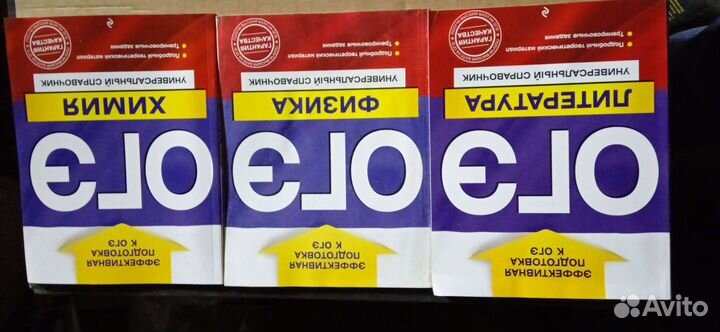 ЭФФЕКТИВНАЯ
ПОДГОТОВКА
К ОГЭ
ОГЭ
ЛИТЕРАТУРА
УНИВЕРСАЛЬНЫЙ СПРАВОЧНИК
Подробный теоретический материал
Тренировочные задания
ГАРАНТИЯ
КАЧЕСТВА
ЭФФЕКТИВНАЯ
ПОДГОТОВКА
К ОГЭ
ОГЭ
ФИЗИКА
УНИВЕРСАЛЬНЫЙ СПРАВОЧНИК
Подробный теоретический материал
Тренировочные задания
ГАРАНТИЯ
КАЧЕСТВА
ЭФФЕКТИВНАЯ
ПОДГОТОВКА
К ОГЭ
ОГЭ
ХИМИЯ
УНИВЕРСАЛЬНЫЙ СПРАВОЧНИК
Подробный теоретический материал
Тренировочные задания
ГАРАНТИЯ
КАЧЕСТВА
Avito